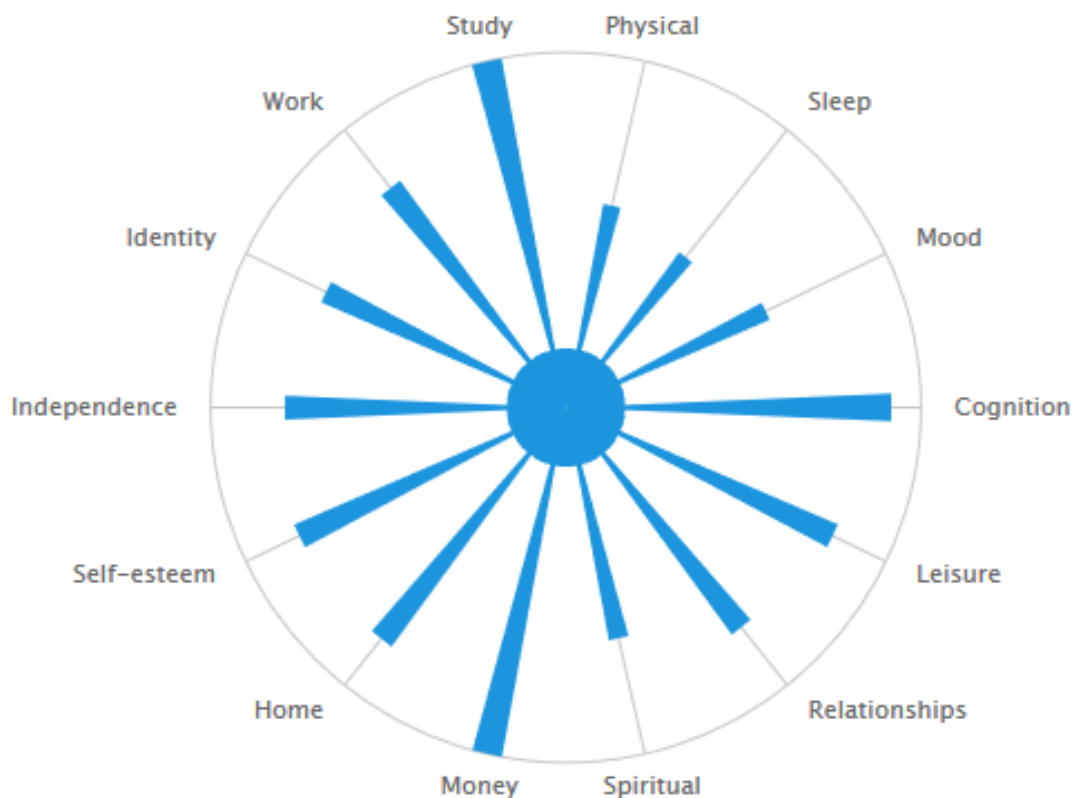 Study
Physical
Work
Sleep
Identity
Mood
Independence
Cognition
Self-esteem
Leisure
Home
Relationships
Money
Spiritual